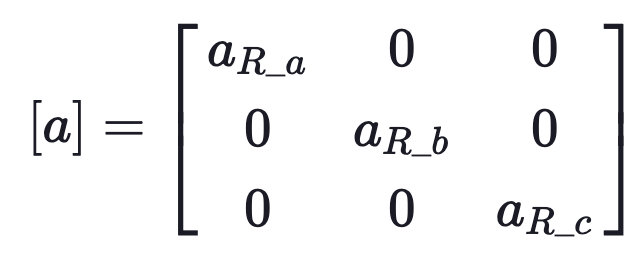 [a] = [ a_{R_a} 0 0
0 a_{R_b} 0
0 0 a_{R_c} ]